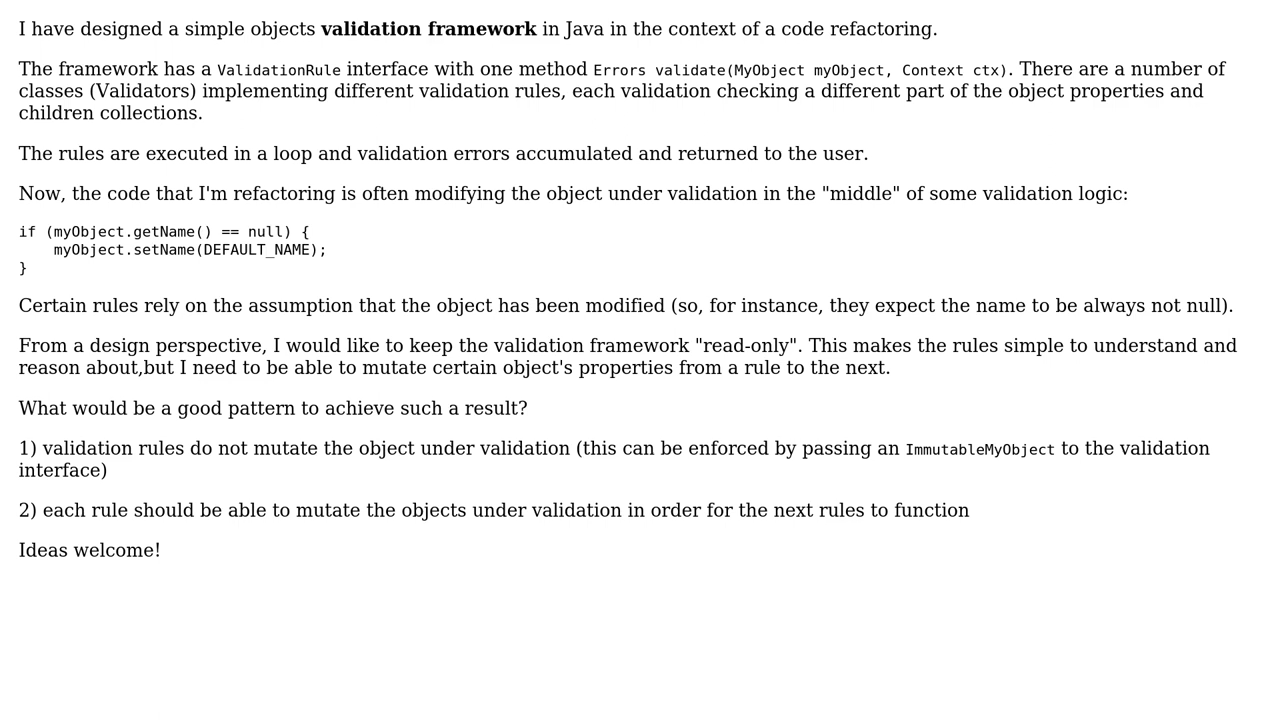 I have designed a simple objects validation framework in Java in the context of a code refactoring.
The framework has a ValidationRule interface with one method Errors validate(MyObject myObject, Context ctx). There are a number of
classes (Validators) implementing different validation rules, each validation checking a different part of the object properties and
children collections.
The rules are executed in a loop and validation errors accumulated and returned to the user.
Now, the code that I'm refactoring is often modifying the object under validation in the "middle" of some validation logic:
if (myObject.getName() == null) {
    myObject.setName(DEFAULT_NAME);
}
Certain rules rely on the assumption that the object has been modified (so, for instance, they expect the name to be always not null).
From a design perspective, I would like to keep the validation framework "read-only". This makes the rules simple to understand and
reason about,but I need to be able to mutate certain object's properties from a rule to the next.
What would be a good pattern to achieve such a result?
1) validation rules do not mutate the object under validation (this can be enforced by passing an ImmutableMyObject to the validation
interface)
2) each rule should be able to mutate the objects under validation in order for the next rules to function
Ideas welcome!